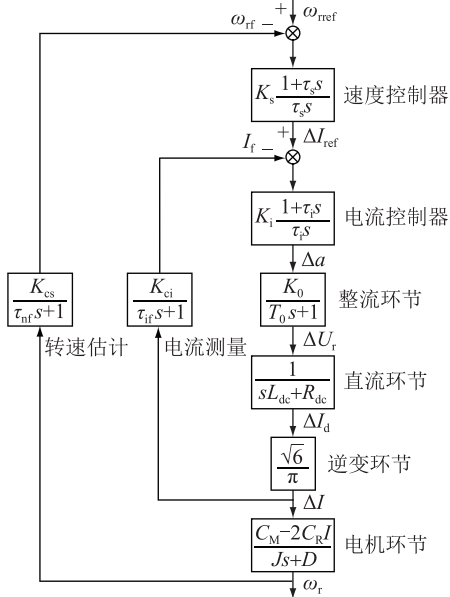 + ω_rref
ω_rf −
K_s (1+τ_s s)/(τ_s s) 速度控制器
+ ΔI_ref
I_f −
K_i (1+τ_i s)/(τ_i s) 电流控制器
Δa
K_cs/(τ_nf s+1) 转速估计
K_ci/(τ_if s+1) 电流测量
K_0/(T_0 s+1) 整流环节
ΔU_r
1/(sL_dc+R_dc) 直流环节
ΔI_d
√6/π 逆变环节
ΔI
(C_M−2C_R I)/(Js+D) 电机环节
ω_r